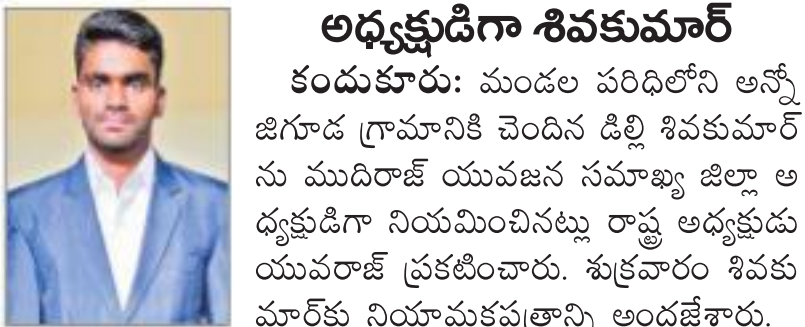 అధ్యక్షుడిగా శివకుమార్
కందుకూరు: మండల పరిధిలోని అన్నో
జిగూడ గ్రామానికి చెందిన డిల్లి శివకుమార్
ను ముదిరాజ్ యువజన సమాఖ్య జిల్లా అ
ధ్యక్షుడిగా నియమించినట్లు రాష్ట్ర అధ్యక్షుడు
యువరాజ్ ప్రకటించారు. శుక్రవారం శివకు
మార్‌కు నియామకపత్రాన్ని అందజేశారు.